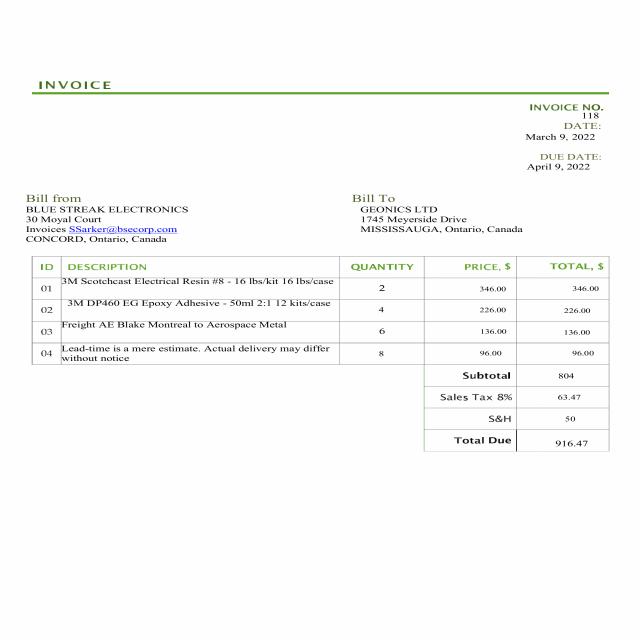 INVOICE
INVOICE NO.
118
DATE:
March 9, 2022
DUE DATE:
April 9, 2022
Bill from
BLUE STREAK ELECTRONICS
30 Moyal Court
Invoices SSarker@bsecorp.com
CONCORD, Ontario, Canada
Bill To
GEONICS LTD
1745 Meyerside Drive
MISSISSAUGA, Ontario, Canada
ID DESCRIPTION QUANTITY PRICE, $ TOTAL, $
01 3M Scotchcast Electrical Resin #8 - 16 lbs/kit 16 lbs/case 2 346.00 346.00
02 3M DP460 EG Epoxy Adhesive - 50ml 2:1 12 kits/case 4 226.00 226.00
03 Freight AE Blake Montreal to Aerospace Metal 6 136.00 136.00
04 Lead-time is a mere estimate. Actual delivery may differ 8 96.00 96.00
without notice
Subtotal 804
Sales Tax 8% 63.47
S&H 50
Total Due 916.47